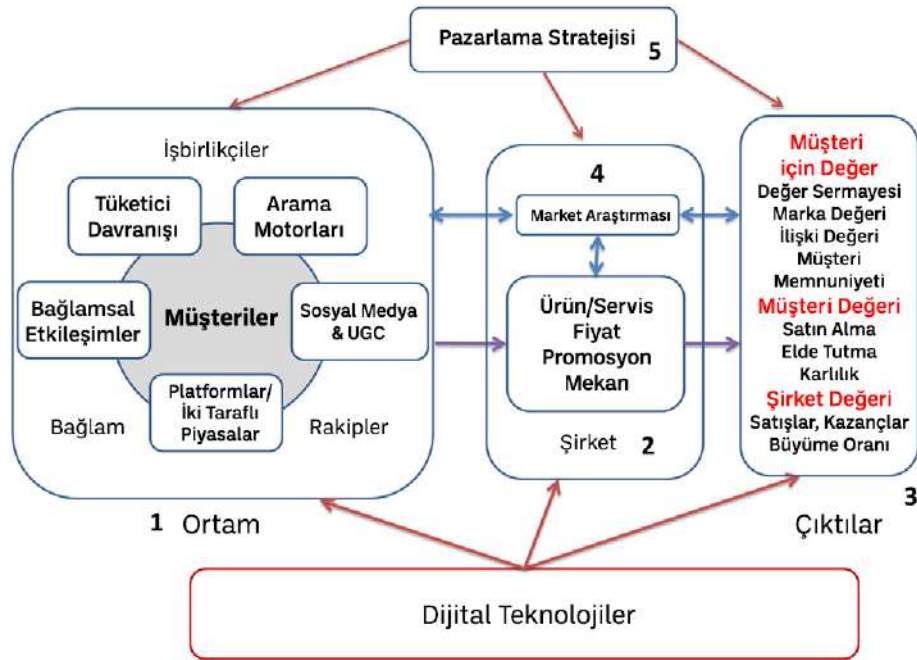 Pazarlama Stratejisi
5
İşbirlikçiler
Tüketici
Davranışı
Arama
Motorları
Bağlamsal
Etkileşimler
Müşteriler
Sosyal Medya
& UGC
Platformlar/
İki Taraflı
Piyasalar
Bağlam
Rakipler
1
Ortam
4
Market Araştırması
Ürün/Servis
Fiyat
Promosyon
Mekan
Şirket
2
Müşteri
için Değer
Değer Sermayesi
Marka Değeri
İlişki Değeri
Müşteri
Memnuniyeti
Müşteri Değeri
Satın Alma
Elde Tutma
Karlılık
Şirket Değeri
Satışlar, Kazançlar
Büyüme Oranı
3
Çıktılar
Dijital Teknolojiler